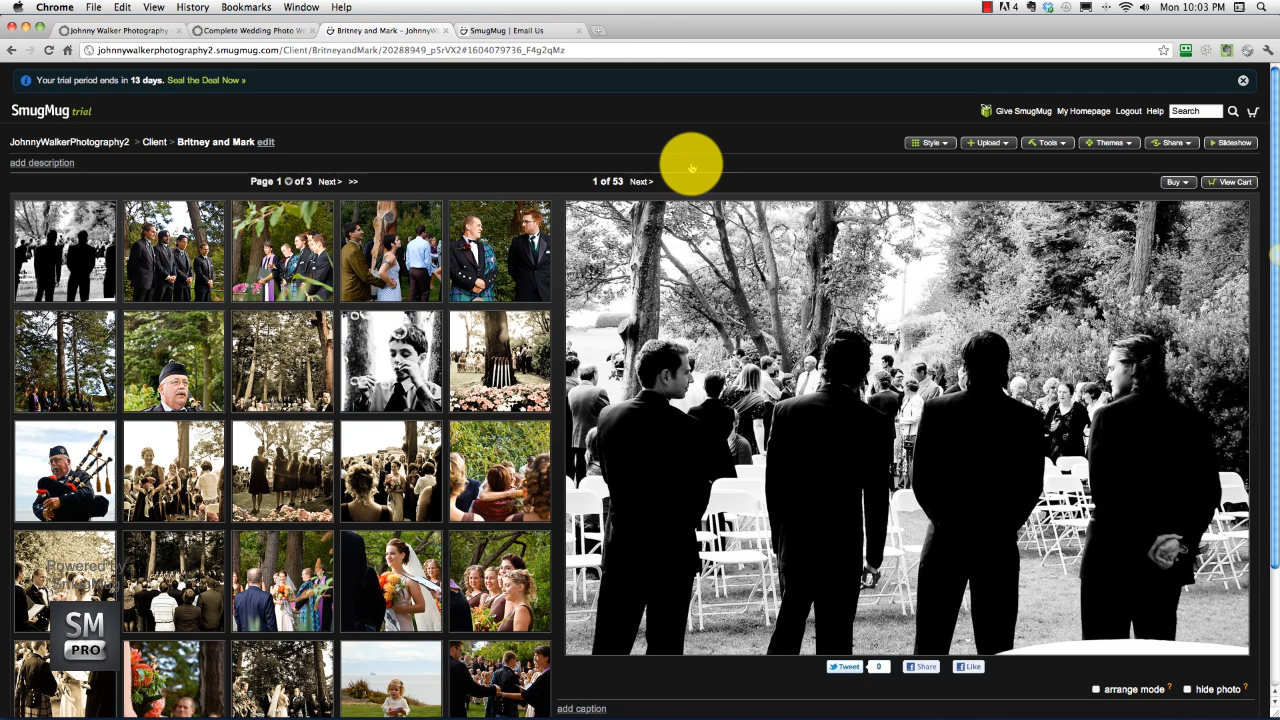 Chrome File Edit View History Bookmarks Window Help 4 Mon 10:03 PM
Johnny Walker Photography Complete Wedding Photo W Britney and Mark - JohnnyW SmugMug | Email Us
johnnywalkerphotography2.smugmug.com/Client/BritneyandMark/20288949_pSrVX2#1604079736_F4g2qMz
Your trial period ends in 13 days. Seal the Deal Now »
SmugMug trial
Give SmugMug My Homepage Logout Help Search
JohnnyWalkerPhotography2 > Client > Britney and Mark edit
Style Upload Tools Themes Share Slideshow
add description
Page 1 of 3 Next > >> 1 of 53 Next >
Buy View Cart
Powered by
SM
PRO
Tweet 0 Share Like
arrange mode ? hide photo ?
add caption